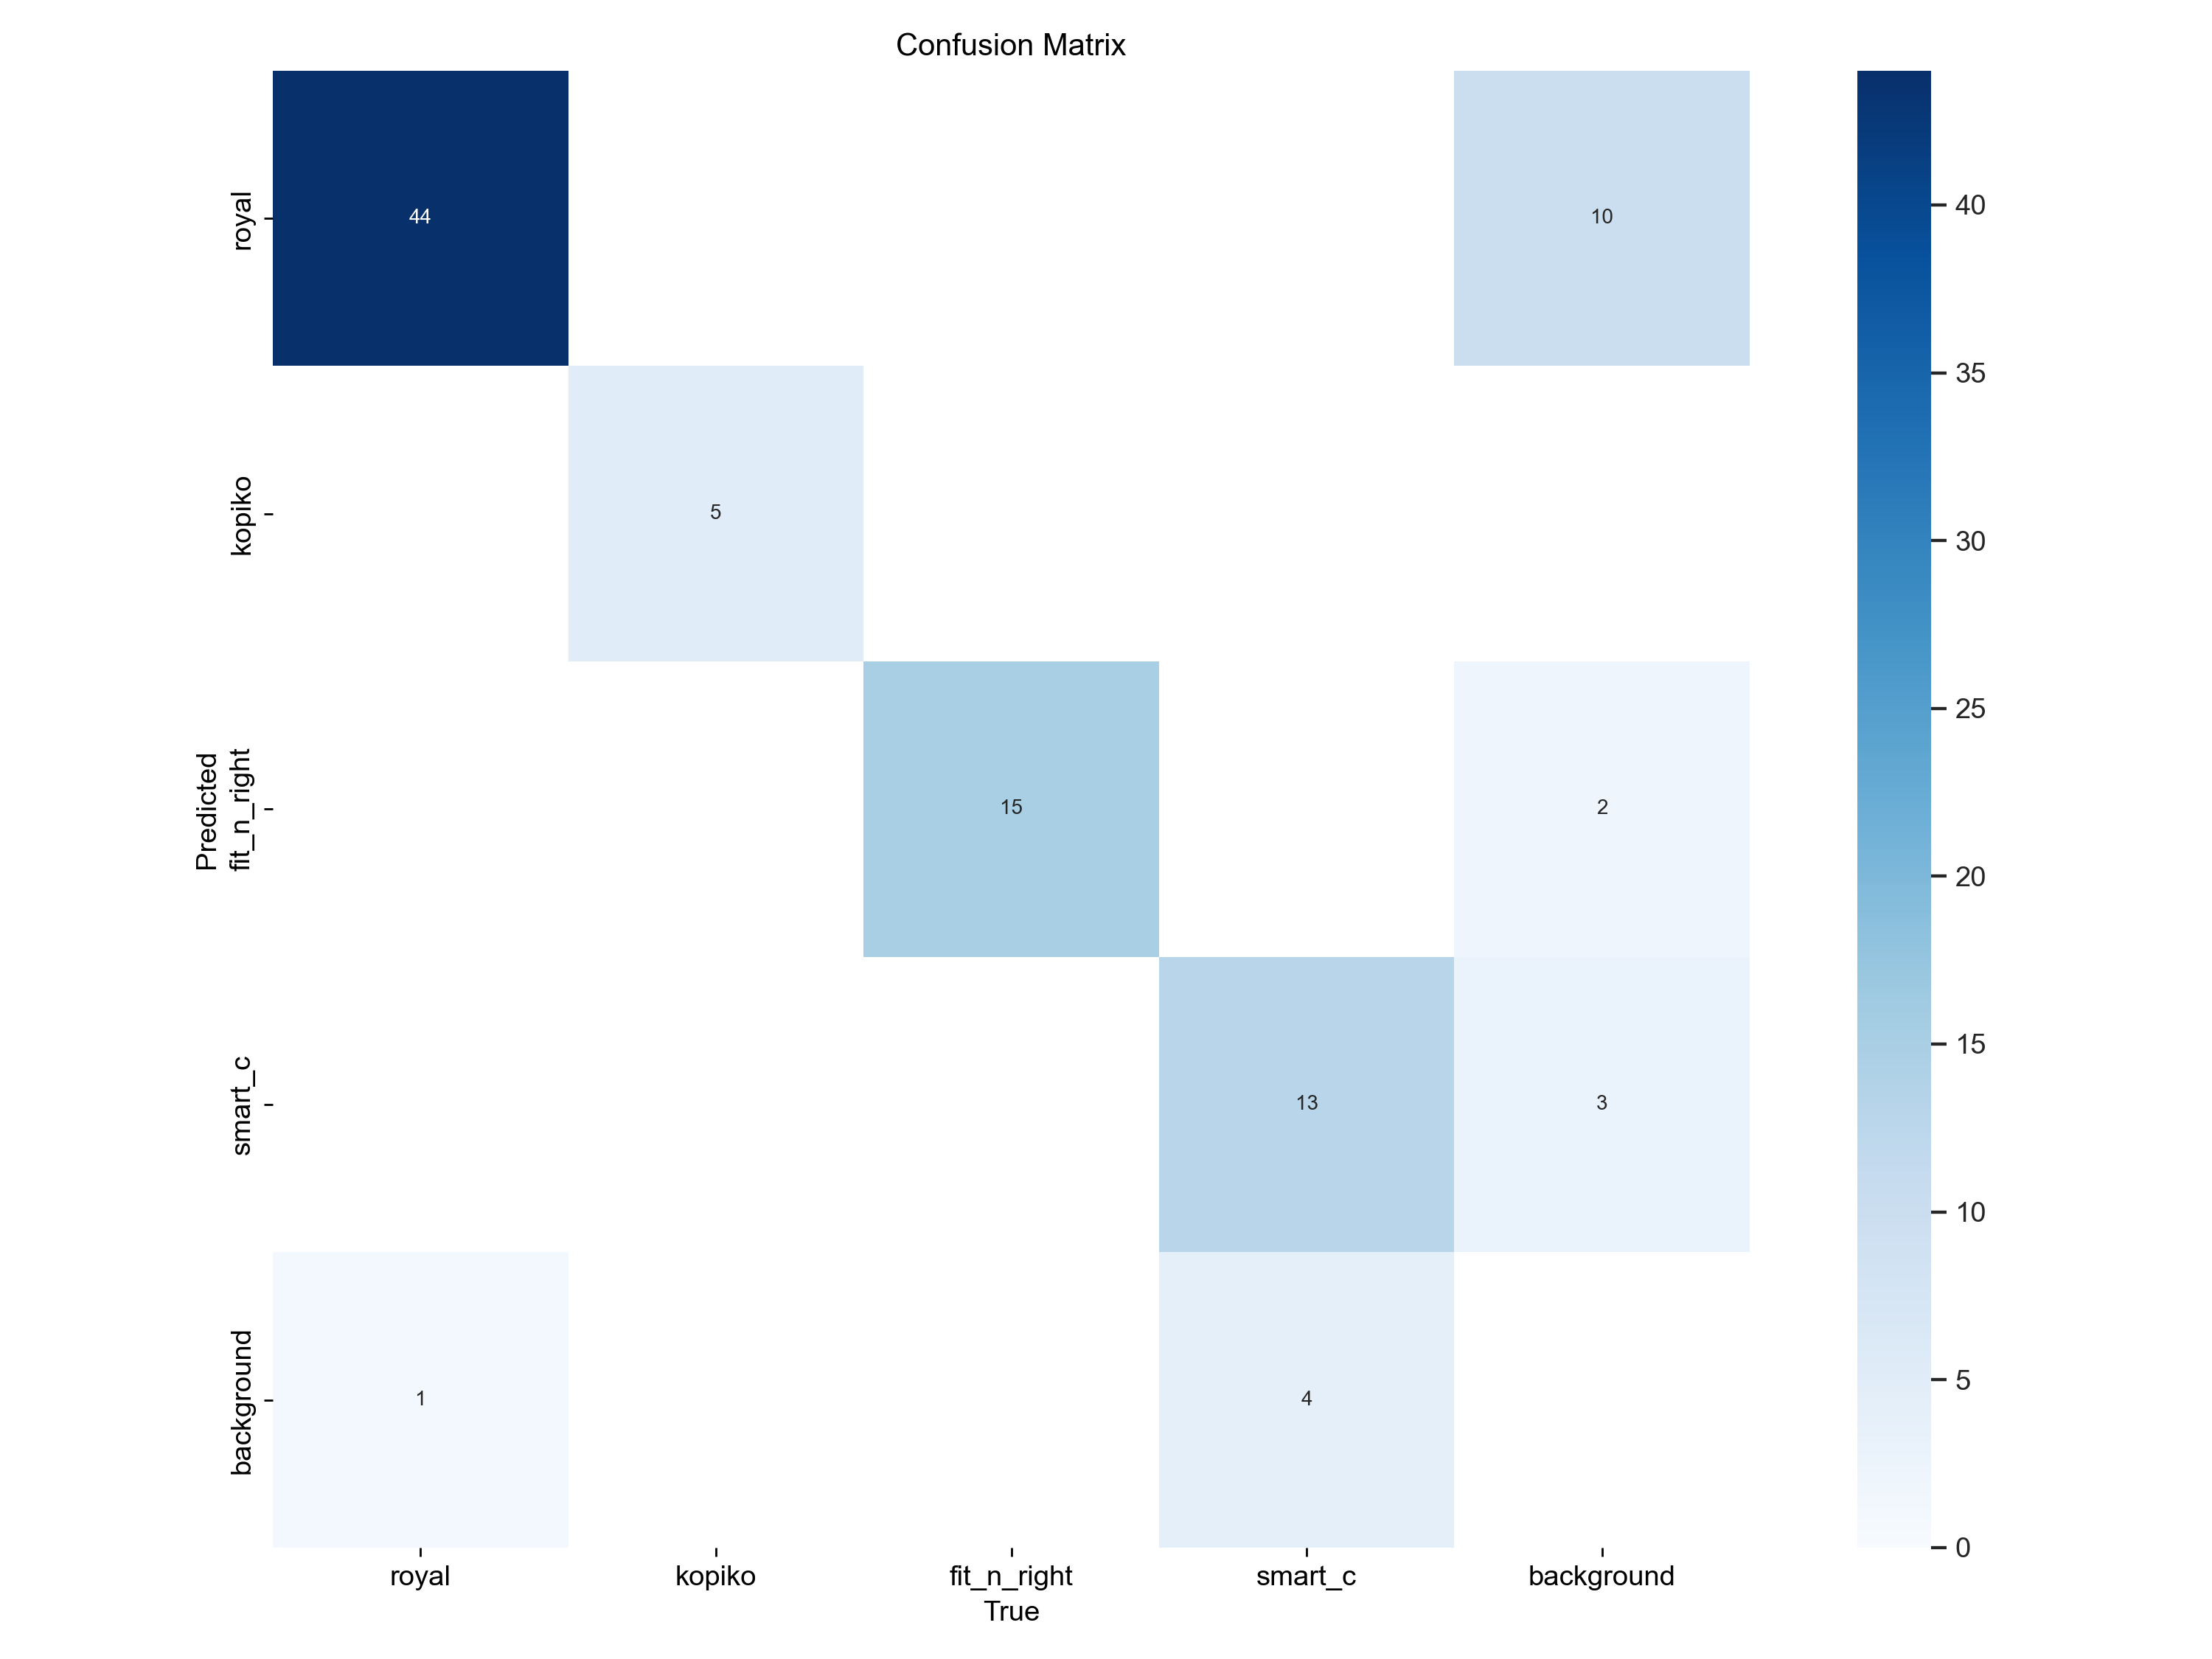 Confusion Matrix
royal
44
10
kopiko
5
Predicted
fit_n_right
15
2
smart_c
13
3
background
1
4
royal
kopiko
fit_n_right
smart_c
background
True
40
35
30
25
20
15
10
5
0